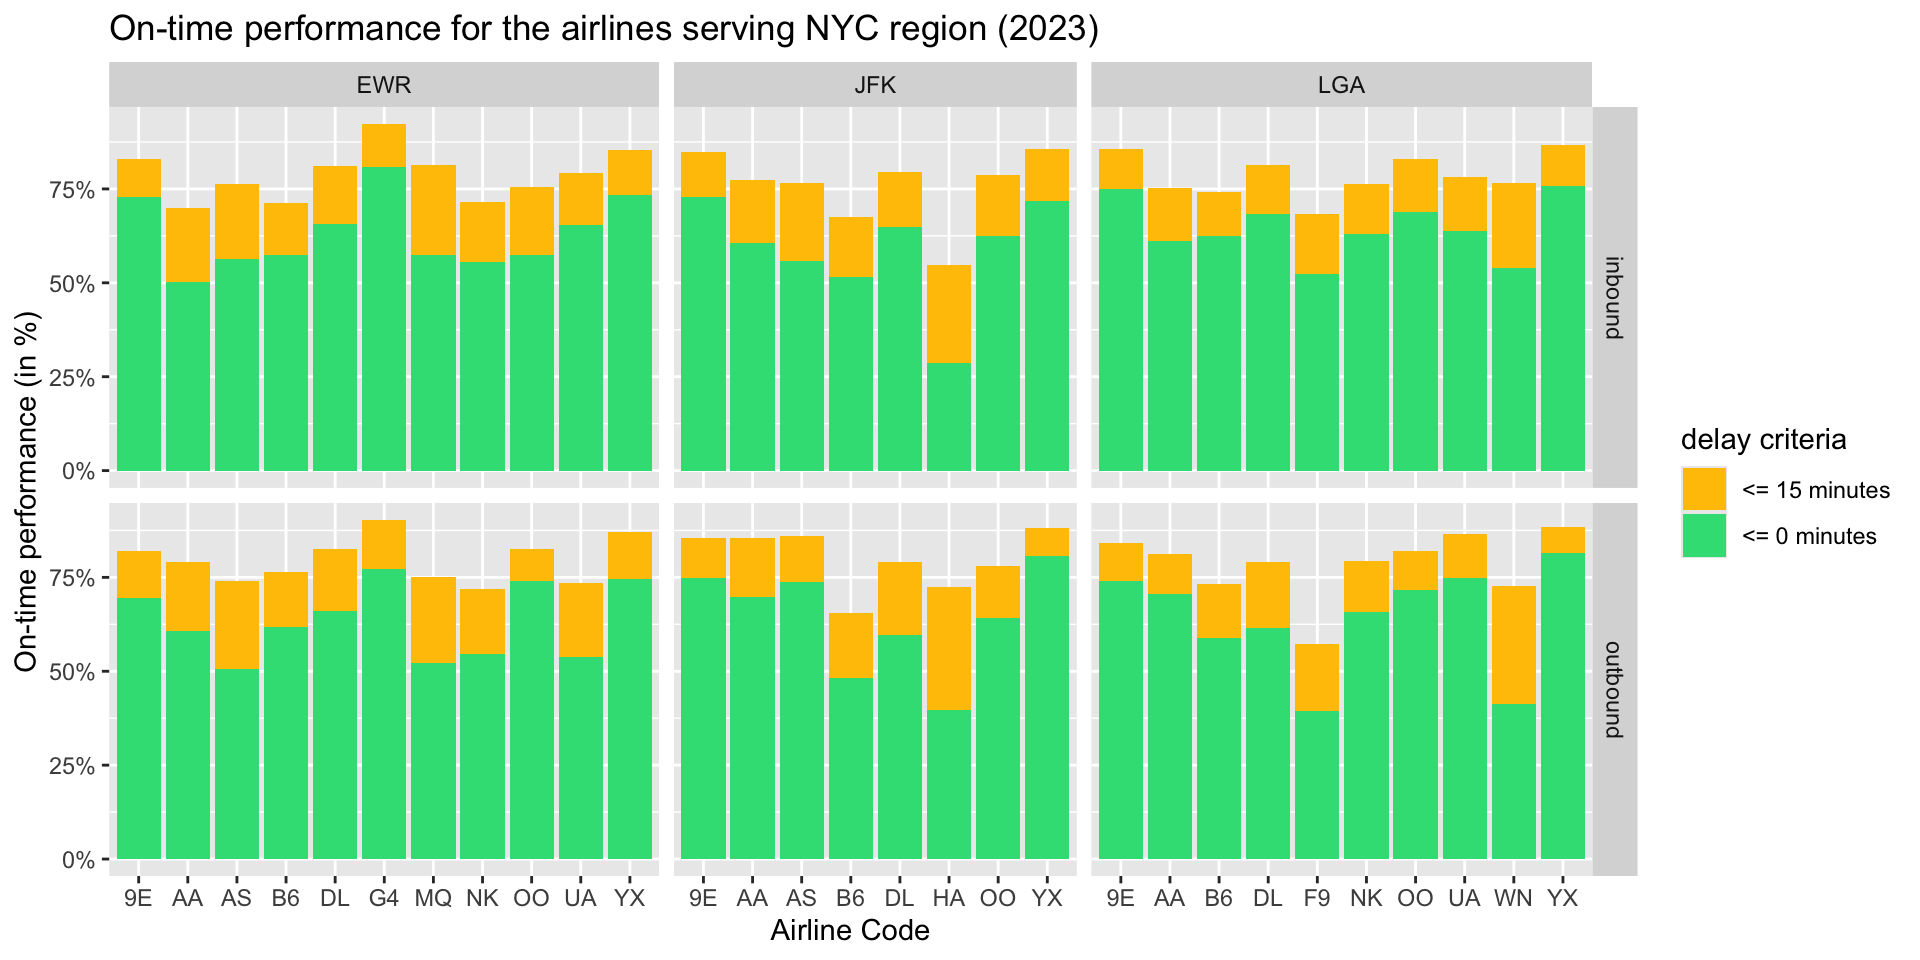 On-time performance for the airlines serving NYC region (2023)
EWR
JFK
LGA
On-time performance (in %)
75%
50%
25%
0%
inbound
75%
50%
25%
0%
outbound
9E AA AS B6 DL G4 MQ NK OO UA YX
9E AA AS B6 DL HA OO YX
9E AA B6 DL F9 NK OO UA WN YX
Airline Code
delay criteria
<= 15 minutes
<= 0 minutes